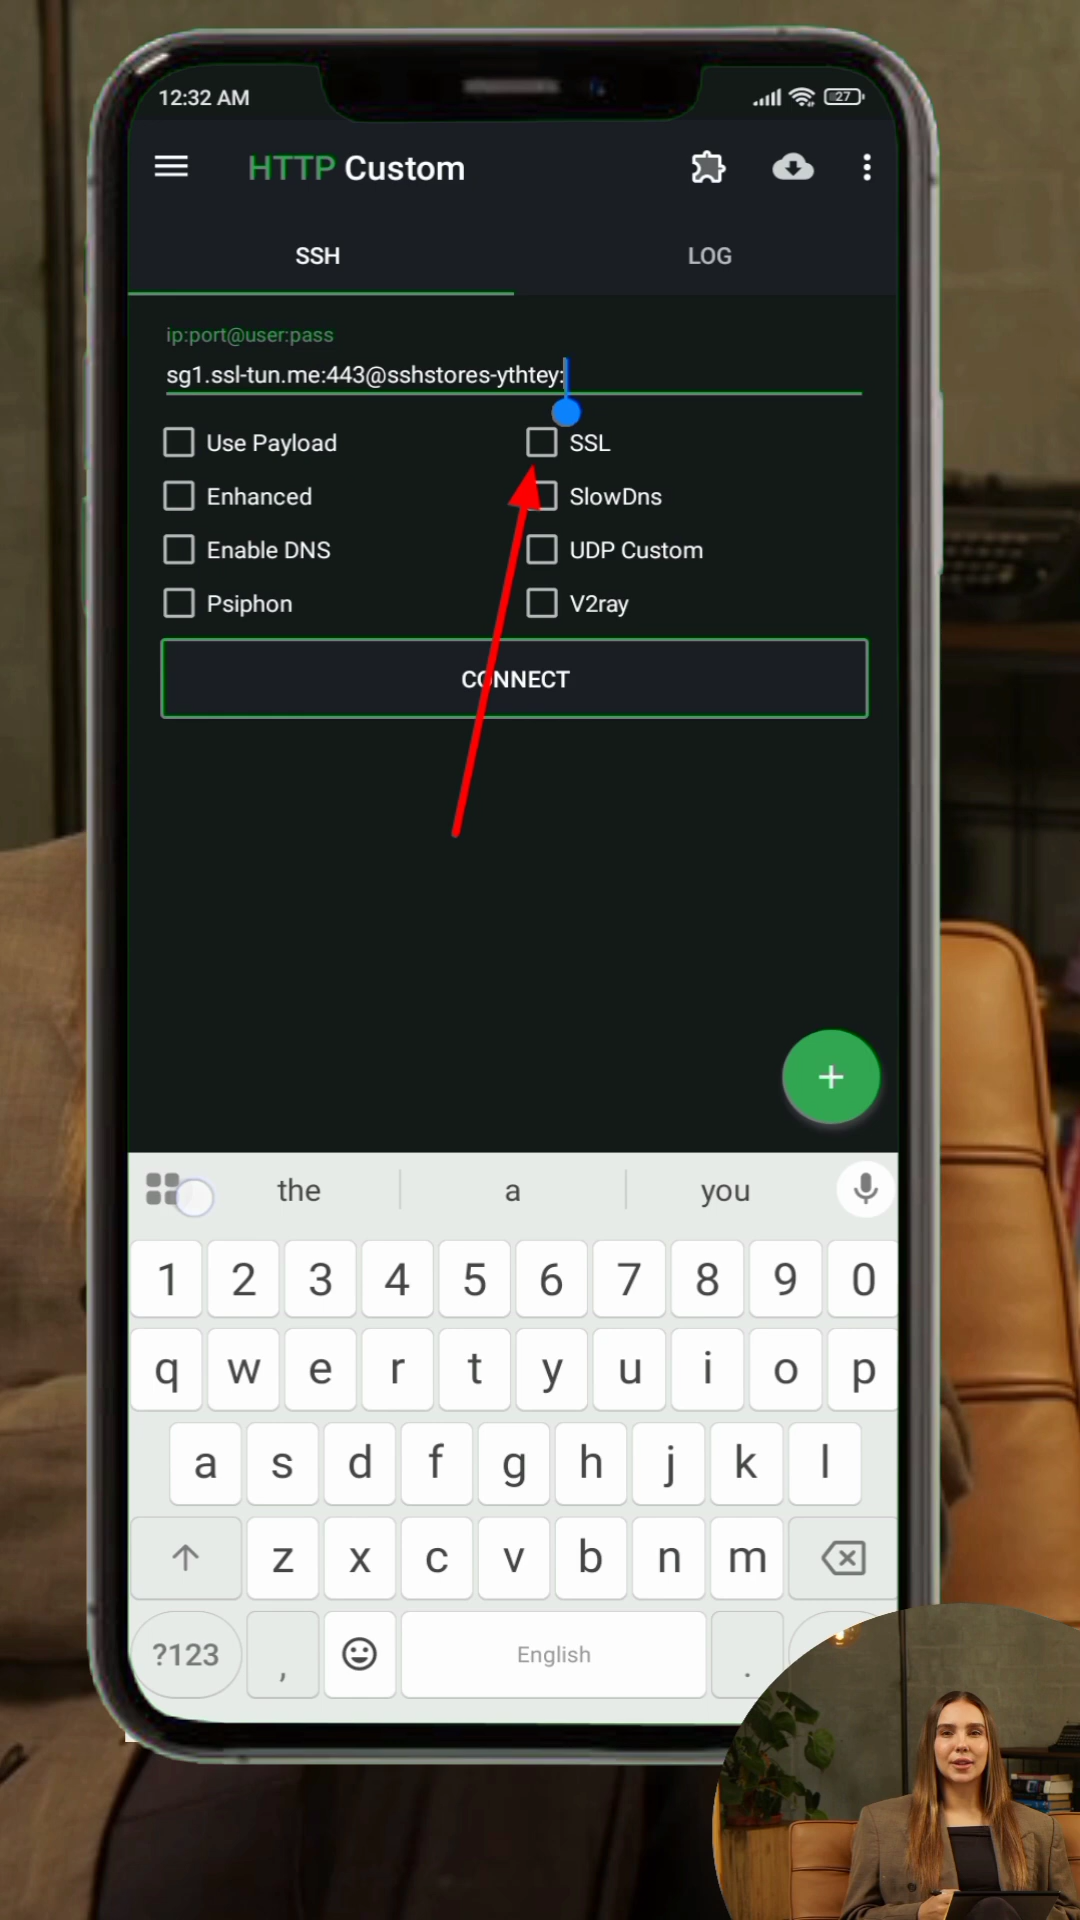 12:32 AM
27
HTTP Custom
SSH
LOG
ip:port@user:pass
sg1.ssl-tun.me:443@sshstores-ythtey:
Use Payload
SSL
Enhanced
SlowDns
Enable DNS
UDP Custom
Psiphon
V2ray
CONNECT
+
the
a
you
1 2 3 4 5 6 7 8 9 0
q w e r t y u i o p
a s d f g h j k l
z x c v b n m
?123 , English .